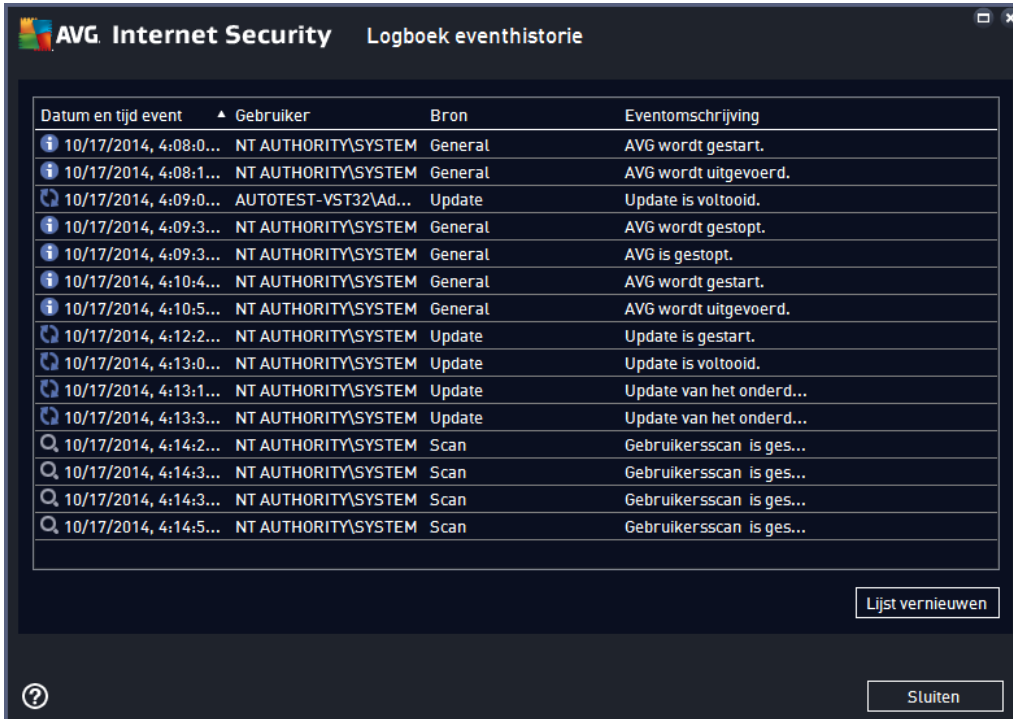 AVG. Internet Security Logboek eventhistorie
Datum en tijd event Gebruiker Bron Eventomschrijving
10/17/2014, 4:08:0... NT AUTHORITY\SYSTEM General AVG wordt gestart.
10/17/2014, 4:08:1... NT AUTHORITY\SYSTEM General AVG wordt uitgevoerd.
10/17/2014, 4:09:0... AUTOTEST-VST32\Ad... Update Update is voltooid.
10/17/2014, 4:09:3... NT AUTHORITY\SYSTEM General AVG wordt gestopt.
10/17/2014, 4:09:3... NT AUTHORITY\SYSTEM General AVG is gestopt.
10/17/2014, 4:10:4... NT AUTHORITY\SYSTEM General AVG wordt gestart.
10/17/2014, 4:10:5... NT AUTHORITY\SYSTEM General AVG wordt uitgevoerd.
10/17/2014, 4:12:2... NT AUTHORITY\SYSTEM Update Update is gestart.
10/17/2014, 4:13:0... NT AUTHORITY\SYSTEM Update Update is voltooid.
10/17/2014, 4:13:1... NT AUTHORITY\SYSTEM Update Update van het onderd...
10/17/2014, 4:13:3... NT AUTHORITY\SYSTEM Update Update van het onderd...
10/17/2014, 4:14:2... NT AUTHORITY\SYSTEM Scan Gebruikersscan is ges...
10/17/2014, 4:14:3... NT AUTHORITY\SYSTEM Scan Gebruikersscan is ges...
10/17/2014, 4:14:3... NT AUTHORITY\SYSTEM Scan Gebruikersscan is ges...
10/17/2014, 4:14:5... NT AUTHORITY\SYSTEM Scan Gebruikersscan is ges...
Lijst vernieuwen
Sluiten